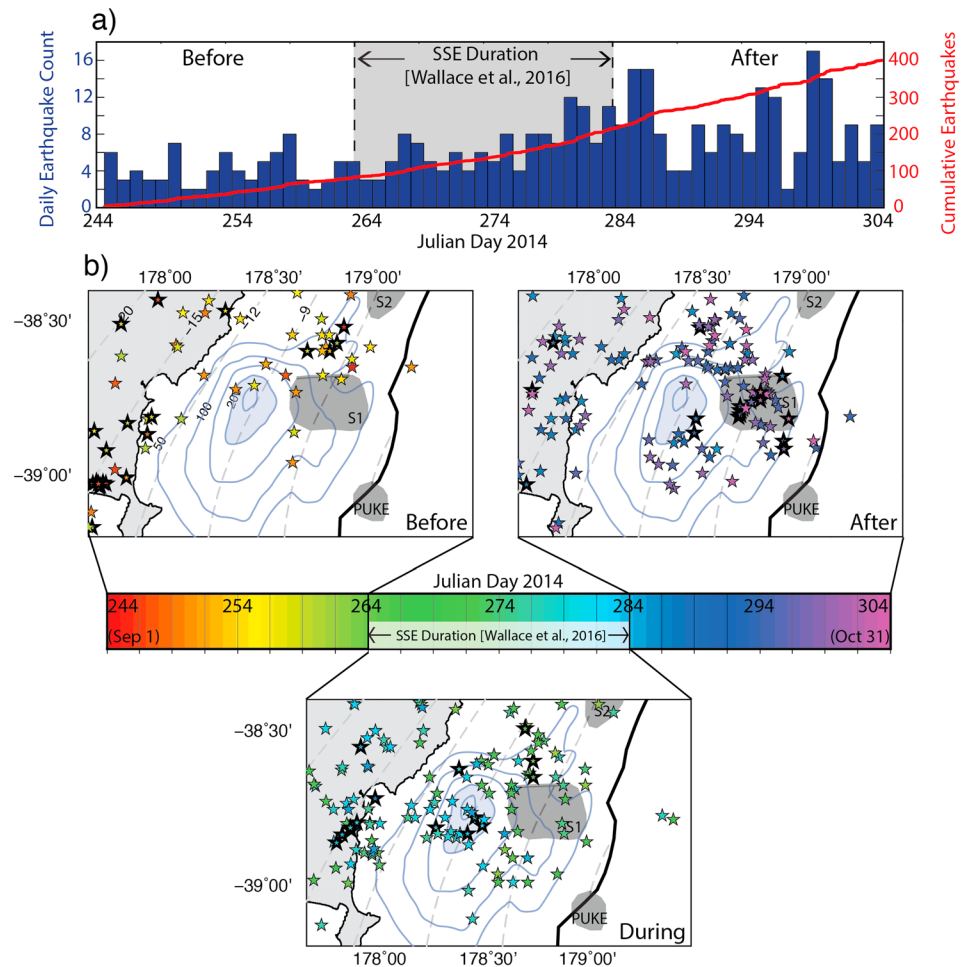 a)
Daily Earthquake Count
16
12
8
4
0
Before
SSE Duration
[Wallace et al., 2016]
After
400
300
200
100
0
Cumulative Earthquakes
244 254 264 274 284 294 304
Julian Day 2014
b)
178°00' 178°30' 179°00'
−38°30'
−39°00'
-20
-15
-12
-9
50
100
20
S2
S1
PUKE
Before
178°00' 178°30' 179°00'
S2
S1
PUKE
After
Julian Day 2014
244 254 264 274 284 294 304
(Sep 1)
SSE Duration [Wallace et al., 2016]
(Oct 31)
−38°30'
−39°00'
S2
S1
PUKE
During
178°00' 178°30' 179°00'